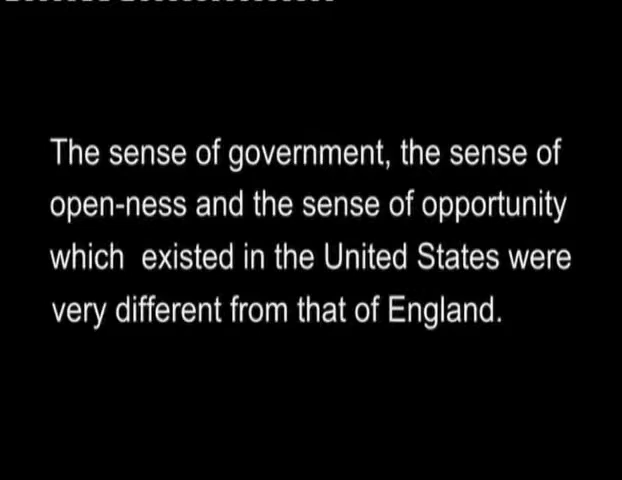 The sense of government, the sense of
open-ness and the sense of opportunity
which existed in the United States were
very different from that of England.